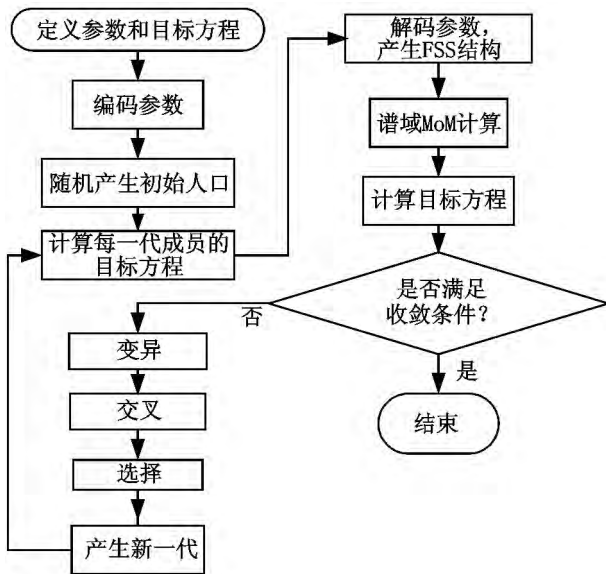 定义参数和目标方程
编码参数
随机产生初始人口
计算每一代成员的
目标方程
解码参数，
产生FSS结构
谱域MoM计算
计算目标方程
是否满足
收敛条件？
否
是
结束
变异
交叉
选择
产生新一代